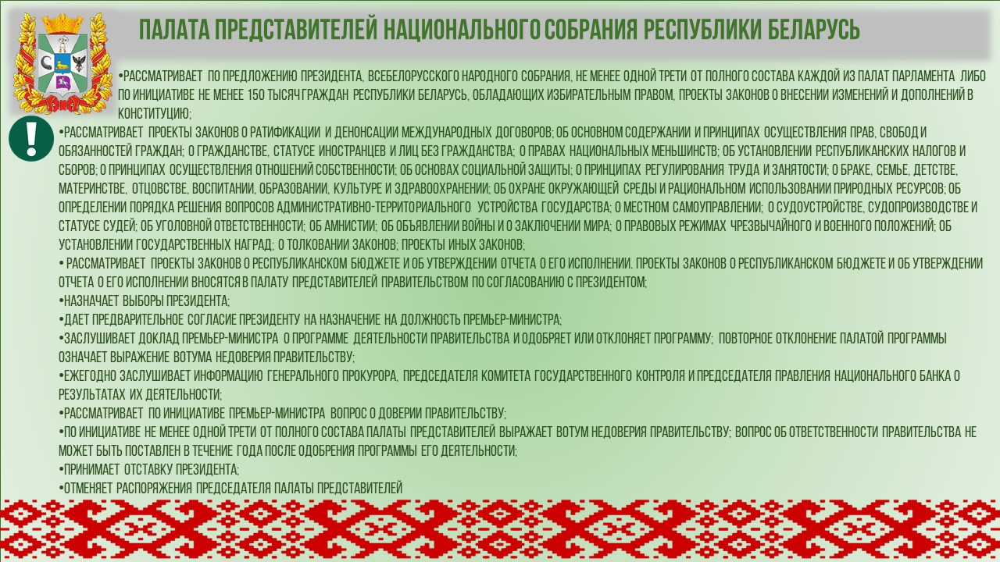 ПАЛАТА ПРЕДСТАВИТЕЛЕЙ НАЦИОНАЛЬНОГО СОБРАНИЯ РЕСПУБЛИКИ БЕЛАРУСЬ
•РАССМАТРИВАЕТ ПО ПРЕДЛОЖЕНИЮ ПРЕЗИДЕНТА, ВСЕБЕЛОРУССКОГО НАРОДНОГО СОБРАНИЯ, НЕ МЕНЕЕ ОДНОЙ ТРЕТИ ОТ ПОЛНОГО СОСТАВА КАЖДОЙ ИЗ ПАЛАТ ПАРЛАМЕНТА ЛИБО
ПО ИНИЦИАТИВЕ НЕ МЕНЕЕ 150 ТЫСЯЧ ГРАЖДАН РЕСПУБЛИКИ БЕЛАРУСЬ, ОБЛАДАЮЩИХ ИЗБИРАТЕЛЬНЫМ ПРАВОМ, ПРОЕКТЫ ЗАКОНОВ О ВНЕСЕНИИ ИЗМЕНЕНИЙ И ДОПОЛНЕНИЙ В
КОНСТИТУЦИЮ;
•РАССМАТРИВАЕТ ПРОЕКТЫ ЗАКОНОВ О РАТИФИКАЦИИ И ДЕНОНСАЦИИ МЕЖДУНАРОДНЫХ ДОГОВОРОВ; ОБ ОСНОВНОМ СОДЕРЖАНИИ И ПРИНЦИПАХ ОСУЩЕСТВЛЕНИЯ ПРАВ, СВОБОД И
ОБЯЗАННОСТЕЙ ГРАЖДАН; О ГРАЖДАНСТВЕ, СТАТУСЕ ИНОСТРАНЦЕВ И ЛИЦ БЕЗ ГРАЖДАНСТВА; О ПРАВАХ НАЦИОНАЛЬНЫХ МЕНЬШИНСТВ; ОБ УСТАНОВЛЕНИИ РЕСПУБЛИКАНСКИХ НАЛОГОВ И
СБОРОВ; О ПРИНЦИПАХ ОСУЩЕСТВЛЕНИЯ ОТНОШЕНИЙ СОБСТВЕННОСТИ; ОБ ОСНОВАХ СОЦИАЛЬНОЙ ЗАЩИТЫ; О ПРИНЦИПАХ РЕГУЛИРОВАНИЯ ТРУДА И ЗАНЯТОСТИ; О БРАКЕ, СЕМЬЕ, ДЕТСТВЕ,
МАТЕРИНСТВЕ, ОТЦОВСТВЕ, ВОСПИТАНИИ, ОБРАЗОВАНИИ, КУЛЬТУРЕ И ЗДРАВООХРАНЕНИИ; ОБ ОХРАНЕ ОКРУЖАЮЩЕЙ СРЕДЫ И РАЦИОНАЛЬНОМ ИСПОЛЬЗОВАНИИ ПРИРОДНЫХ РЕСУРСОВ; ОБ
ОПРЕДЕЛЕНИИ ПОРЯДКА РЕШЕНИЯ ВОПРОСОВ АДМИНИСТРАТИВНО-ТЕРРИТОРИАЛЬНОГО УСТРОЙСТВА ГОСУДАРСТВА; О МЕСТНОМ САМОУПРАВЛЕНИИ; О СУДОУСТРОЙСТВЕ, СУДОПРОИЗВОДСТВЕ И
СТАТУСЕ СУДЕЙ; ОБ УГОЛОВНОЙ ОТВЕТСТВЕННОСТИ; ОБ АМНИСТИИ; ОБ ОБЪЯВЛЕНИИ ВОЙНЫ И О ЗАКЛЮЧЕНИИ МИРА; О ПРАВОВЫХ РЕЖИМАХ ЧРЕЗВЫЧАЙНОГО И ВОЕННОГО ПОЛОЖЕНИЙ; ОБ
УСТАНОВЛЕНИИ ГОСУДАРСТВЕННЫХ НАГРАД; О ТОЛКОВАНИИ ЗАКОНОВ; ПРОЕКТЫ ИНЫХ ЗАКОНОВ;
• РАССМАТРИВАЕТ ПРОЕКТЫ ЗАКОНОВ О РЕСПУБЛИКАНСКОМ БЮДЖЕТЕ И ОБ УТВЕРЖДЕНИИ ОТЧЕТА О ЕГО ИСПОЛНЕНИИ. ПРОЕКТЫ ЗАКОНОВ О РЕСПУБЛИКАНСКОМ БЮДЖЕТЕ И ОБ УТВЕРЖДЕНИИ
ОТЧЕТА О ЕГО ИСПОЛНЕНИИ ВНОСЯТСЯ В ПАЛАТУ ПРЕДСТАВИТЕЛЕЙ ПРАВИТЕЛЬСТВОМ ПО СОГЛАСОВАНИЮ С ПРЕЗИДЕНТОМ;
•НАЗНАЧАЕТ ВЫБОРЫ ПРЕЗИДЕНТА;
•ДАЕТ ПРЕДВАРИТЕЛЬНОЕ СОГЛАСИЕ ПРЕЗИДЕНТУ НА НАЗНАЧЕНИЕ НА ДОЛЖНОСТЬ ПРЕМЬЕР-МИНИСТРА;
•ЗАСЛУШИВАЕТ ДОКЛАД ПРЕМЬЕР-МИНИСТРА О ПРОГРАММЕ ДЕЯТЕЛЬНОСТИ ПРАВИТЕЛЬСТВА И ОДОБРЯЕТ ИЛИ ОТКЛОНЯЕТ ПРОГРАММУ; ПОВТОРНОЕ ОТКЛОНЕНИЕ ПАЛАТОЙ ПРОГРАММЫ
ОЗНАЧАЕТ ВЫРАЖЕНИЕ ВОТУМА НЕДОВЕРИЯ ПРАВИТЕЛЬСТВУ;
•ЕЖЕГОДНО ЗАСЛУШИВАЕТ ИНФОРМАЦИЮ ГЕНЕРАЛЬНОГО ПРОКУРОРА, ПРЕДСЕДАТЕЛЯ КОМИТЕТА ГОСУДАРСТВЕННОГО КОНТРОЛЯ И ПРЕДСЕДАТЕЛЯ ПРАВЛЕНИЯ НАЦИОНАЛЬНОГО БАНКА О
РЕЗУЛЬТАТАХ ИХ ДЕЯТЕЛЬНОСТИ;
•РАССМАТРИВАЕТ ПО ИНИЦИАТИВЕ ПРЕМЬЕР-МИНИСТРА ВОПРОС О ДОВЕРИИ ПРАВИТЕЛЬСТВУ;
•ПО ИНИЦИАТИВЕ НЕ МЕНЕЕ ОДНОЙ ТРЕТИ ОТ ПОЛНОГО СОСТАВА ПАЛАТЫ ПРЕДСТАВИТЕЛЕЙ ВЫРАЖАЕТ ВОТУМ НЕДОВЕРИЯ ПРАВИТЕЛЬСТВУ; ВОПРОС ОБ ОТВЕТСТВЕННОСТИ ПРАВИТЕЛЬСТВА НЕ
МОЖЕТ БЫТЬ ПОСТАВЛЕН В ТЕЧЕНИЕ ГОДА ПОСЛЕ ОДОБРЕНИЯ ПРОГРАММЫ ЕГО ДЕЯТЕЛЬНОСТИ;
•ПРИНИМАЕТ ОТСТАВКУ ПРЕЗИДЕНТА;
•ОТМЕНЯЕТ РАСПОРЯЖЕНИЯ ПРЕДСЕДАТЕЛЯ ПАЛАТЫ ПРЕДСТАВИТЕЛЕЙ